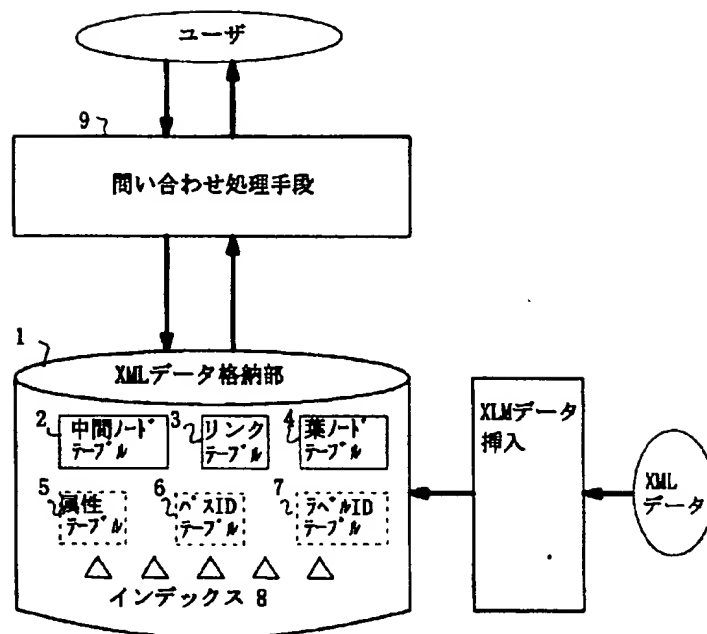 ユーザ
9
問い合わせ処理手段
1
XMLデータ格納部
2 中間ノード
テーブル
3 リンク
テーブル
4 葉ノード
テーブル
5 属性
テーブル
6 パスID
テーブル
7 ラベルID
テーブル
インデックス 8
XLMデータ
挿入
XML
データ